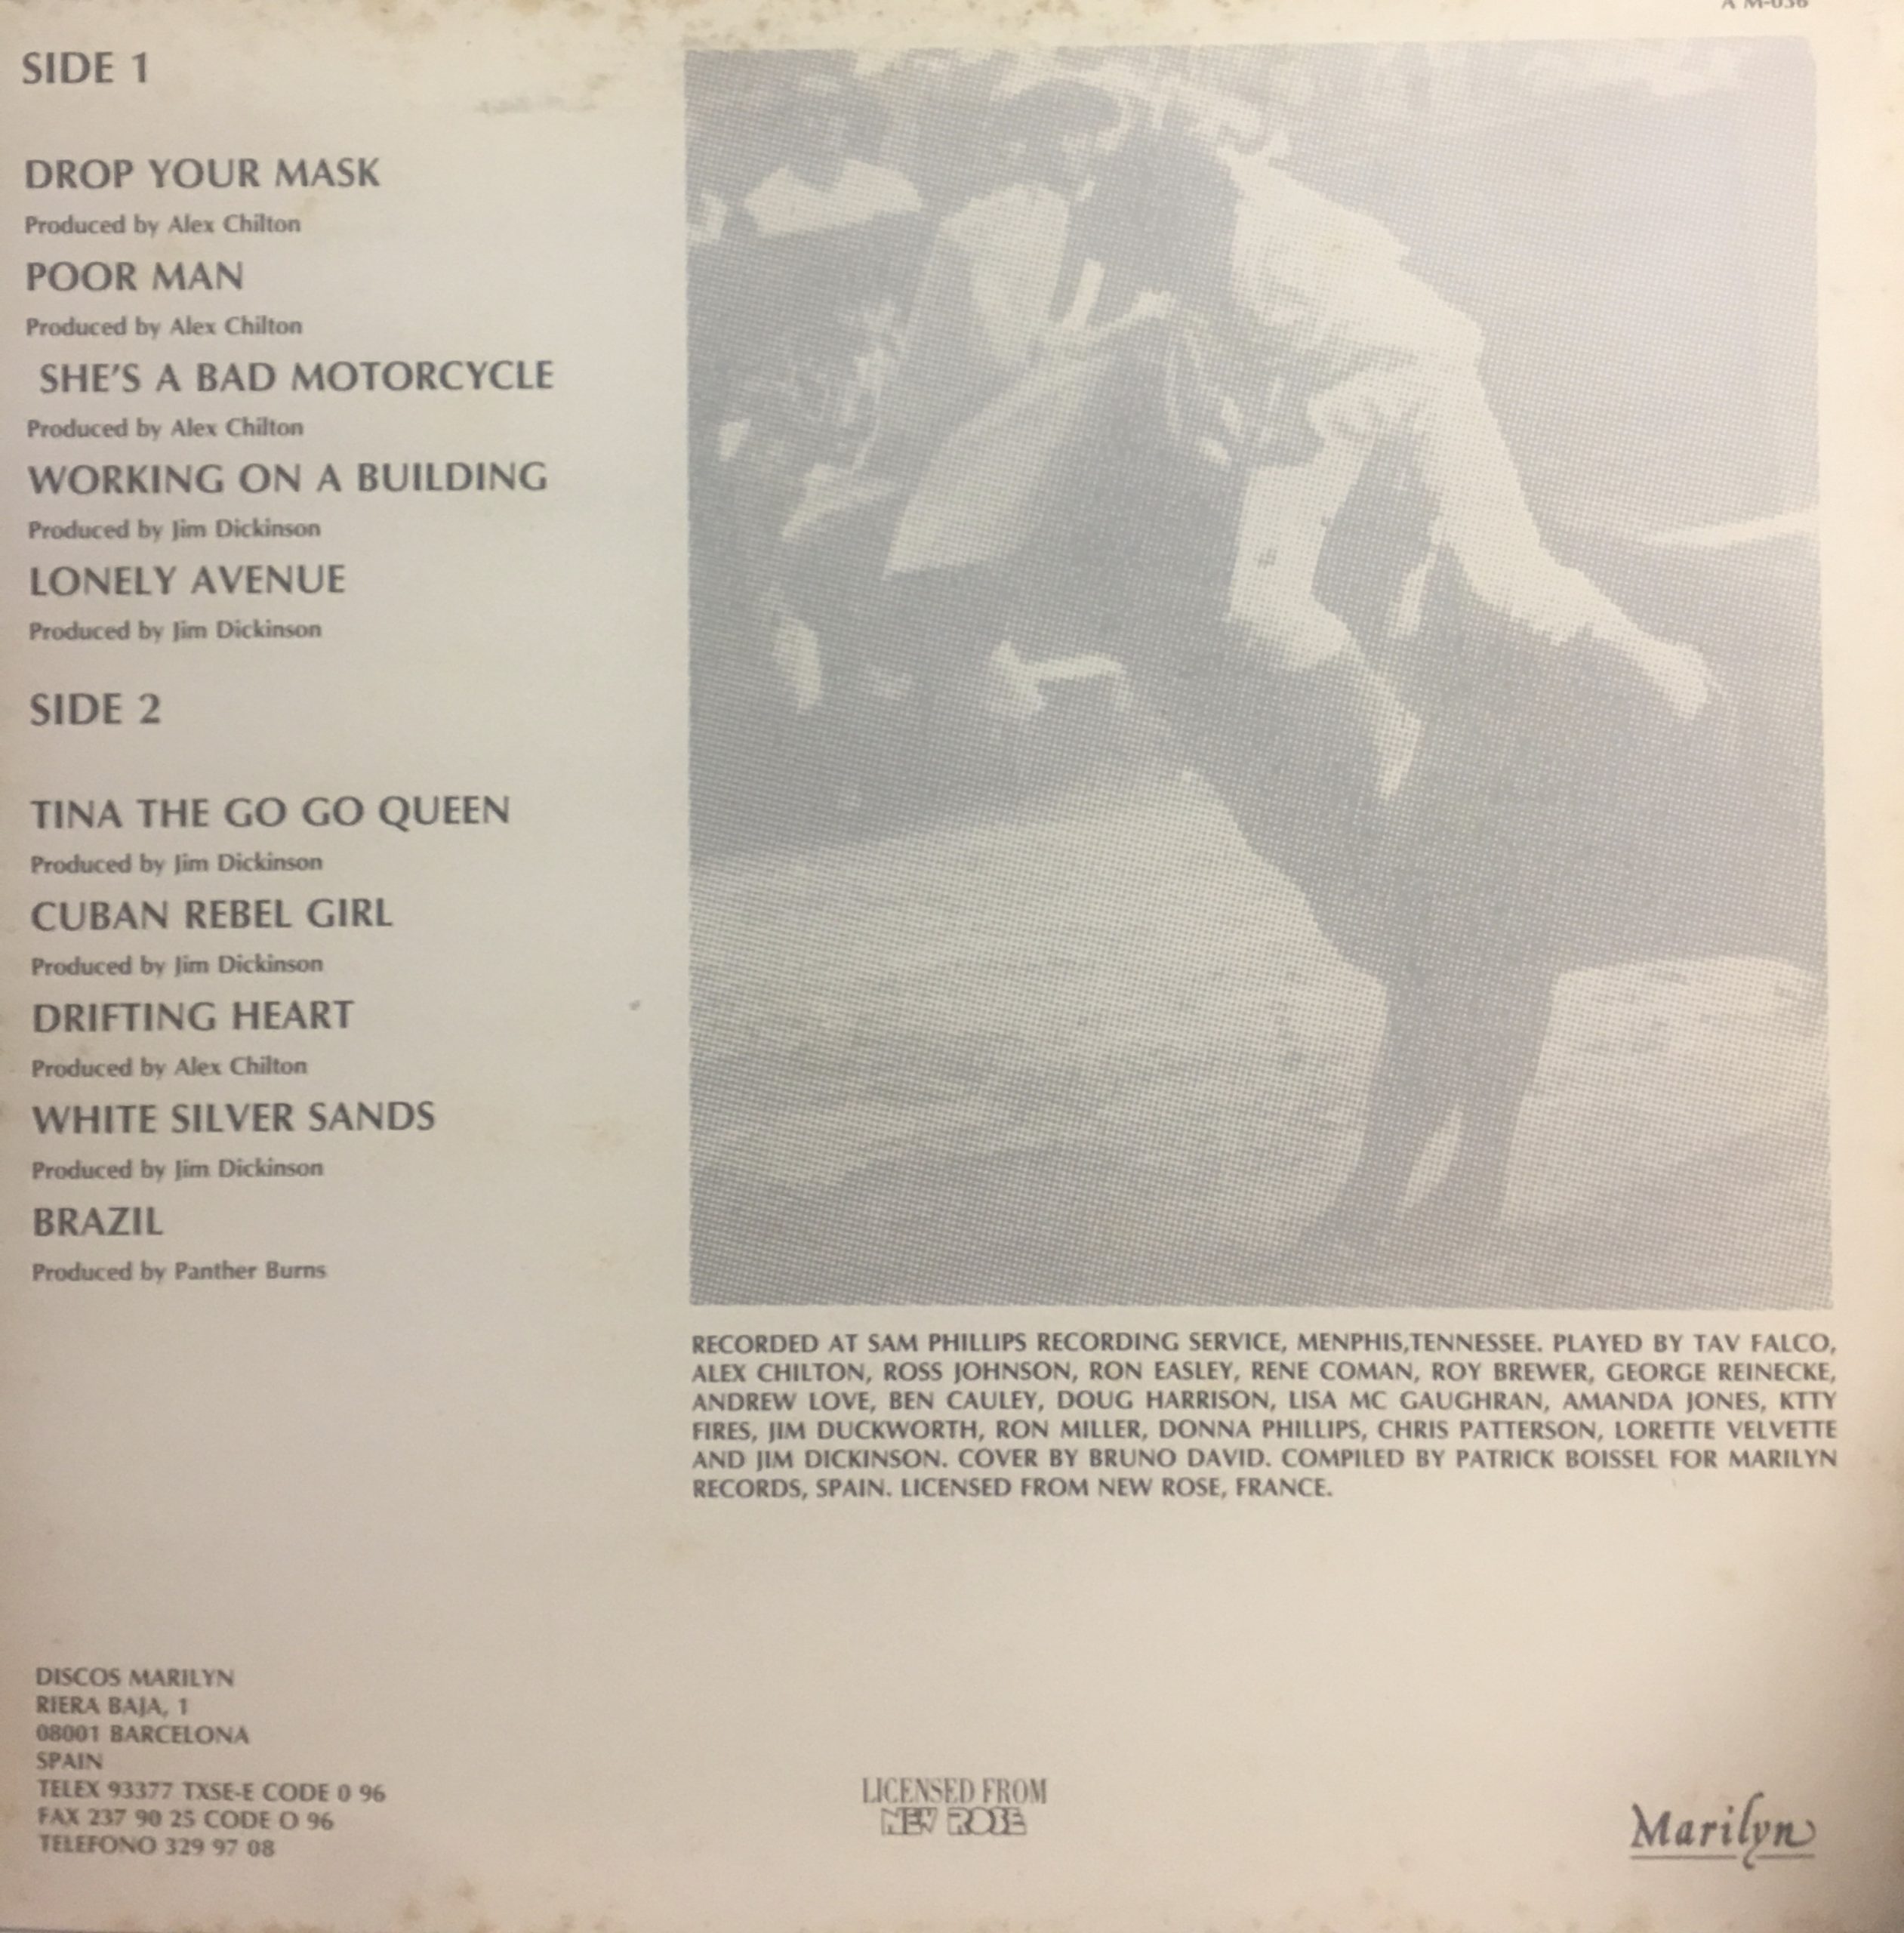 SIDE 1
DROP YOUR MASK
Produced by Alex Chilton
POOR MAN
Produced by Alex Chilton
SHE'S A BAD MOTORCYCLE
Produced by Alex Chilton
WORKING ON A BUILDING
Produced by Jim Dickinson
LONELY AVENUE
Produced by Jim Dickinson
SIDE 2
TINA THE GO GO QUEEN
Produced by Jim Dickinson
CUBAN REBEL GIRL
Produced by Jim Dickinson
DRIFTING HEART
Produced by Alex Chilton
WHITE SILVER SANDS
Produced by Jim Dickinson
BRAZIL
Produced by Panther Burns
RECORDED AT SAM PHILLIPS RECORDING SERVICE, MENPHIS,TENNESSEE. PLAYED BY TAV FALCO,
ALEX CHILTON, ROSS JOHNSON, RON EASLEY, RENE COMAN, ROY BREWER, GEORGE REINECKE,
ANDREW LOVE, BEN CAULEY, DOUG HARRISON, LISA MC GAUGHRAN, AMANDA JONES, KTTY
FIRES, JIM DUCKWORTH, RON MILLER, DONNA PHILLIPS, CHRIS PATTERSON, LORETTE VELVETTE
AND JIM DICKINSON. COVER BY BRUNO DAVID. COMPILED BY PATRICK BOISSEL FOR MARILYN
RECORDS, SPAIN. LICENSED FROM NEW ROSE, FRANCE.
DISCOS MARILYN
RIERA BAJA, 1
08001 BARCELONA
SPAIN
TELEX 93377 TXSE-E CODE 0 96
FAX 237 90 25 CODE O 96
TELEFONO 329 97 08
LICENSED FROM
NEW ROSE
Marilyn